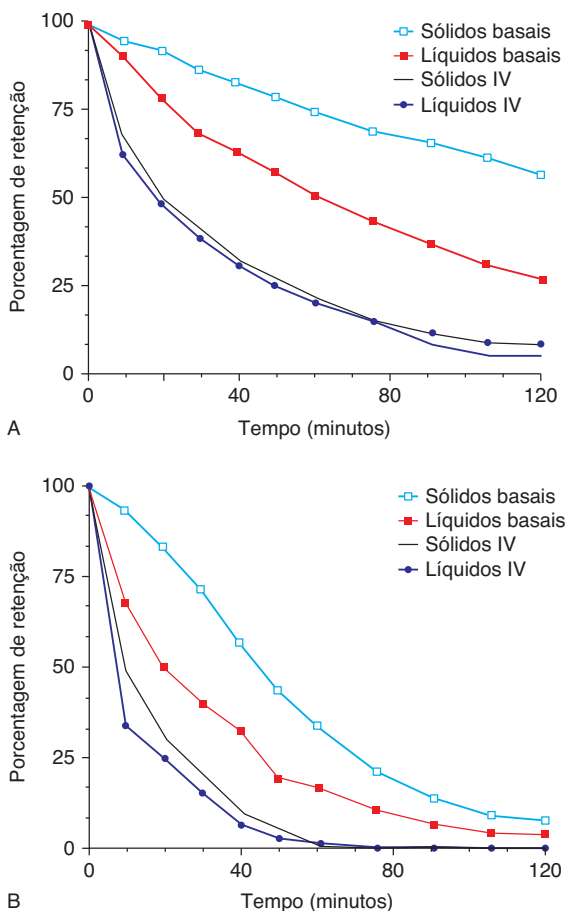 100
75
50
25
0
Porcentagem de retenção
Sólidos basais
Líquidos basais
Sólidos IV
Líquidos IV
0
40
80
120
Tempo (minutos)
A
100
75
50
25
0
Porcentagem de retenção
Sólidos basais
Líquidos basais
Sólidos IV
Líquidos IV
0
40
80
120
Tempo (minutos)
B